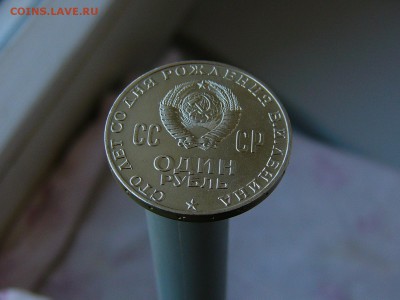 COINS.LAVE.RU
СТО ЛЕТ СО ДНЯ РОЖДЕНИЯ В.И.ЛЕНИНА
СС СР
ОДИН
РУБЛЬ